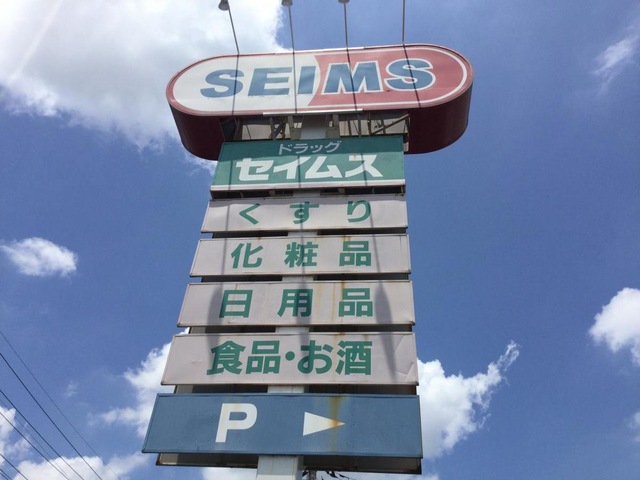 SEIMS
ドラッグ
セイムス
くすり
化粧品
日用品
食品・お酒
P